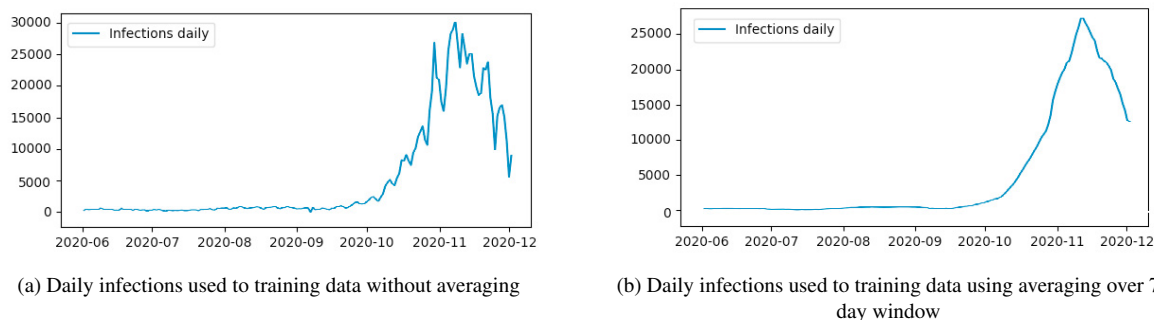 30000
25000
20000
15000
10000
5000
0
Infections daily
2020-06 2020-07 2020-08 2020-09 2020-10 2020-11 2020-12
(a) Daily infections used to training data without averaging
25000
20000
15000
10000
5000
0
Infections daily
2020-06 2020-07 2020-08 2020-09 2020-10 2020-11 2020-12
(b) Daily infections used to training data using averaging over 7
day window